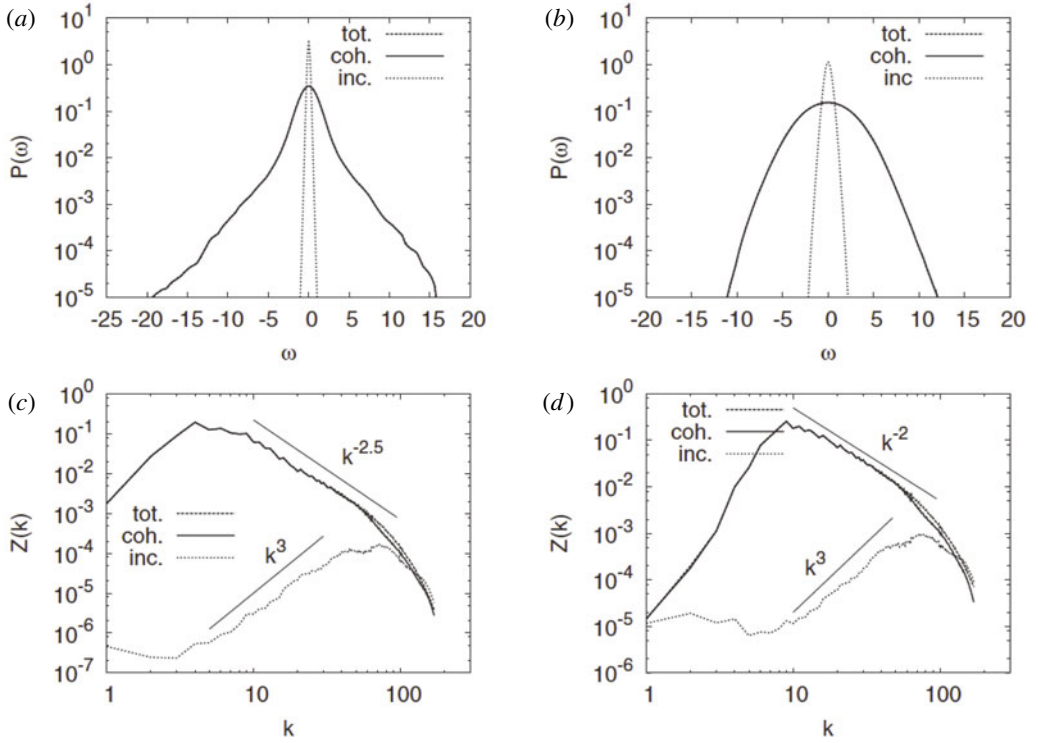 (a)
10^1
10^0
10^-1
10^-2
10^-3
10^-4
10^-5
P(ω)
tot.
coh.
inc.
-25 -20 -15 -10 -5 0 5 10 15 20
ω
(b)
10^1
10^0
10^-1
10^-2
10^-3
10^-4
10^-5
P(ω)
tot.
coh.
inc
-20 -15 -10 -5 0 5 10 15 20
ω
(c)
10^0
10^-1
10^-2
10^-3
10^-4
10^-5
10^-6
10^-7
Z(k)
k^-2.5
tot.
coh.
inc.
k^3
1 10 100
k
(d)
10^0
10^-1
10^-2
10^-3
10^-4
10^-5
10^-6
Z(k)
tot.
coh.
inc.
k^-2
k^3
1 10 100
k